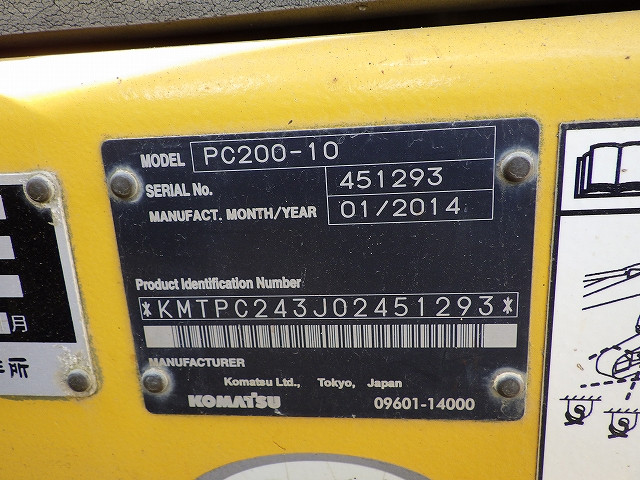 MODEL PC200-10
SERIAL No. 451293
MANUFACT. MONTH/YEAR 01/2014
Product Identification Number
*KMTPC243J02451293*
MANUFACTURER
Komatsu Ltd., Tokyo, Japan
KOMATSU 09601-14000
月
所